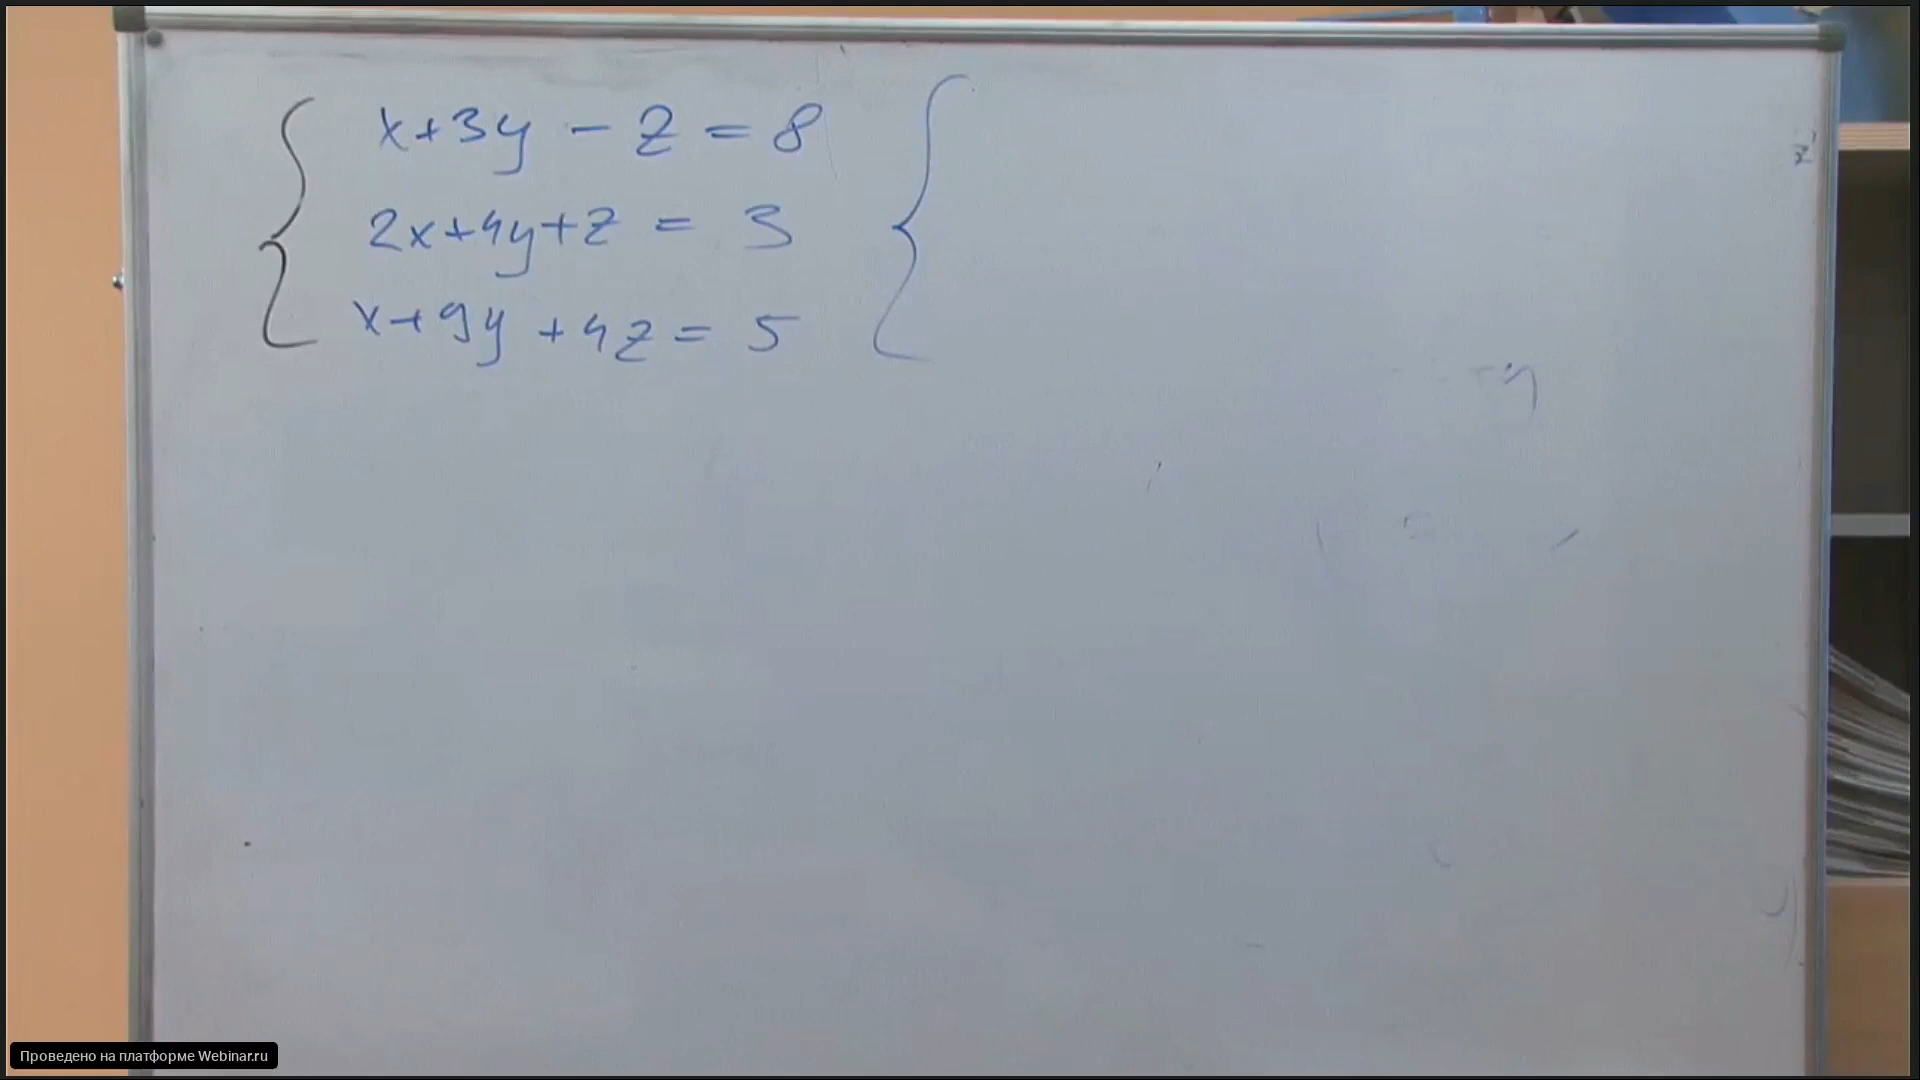 x+3y - z = 8
2x+4y+z = 3
x+9y+4z = 5
Проведено на платформе Webinar.ru